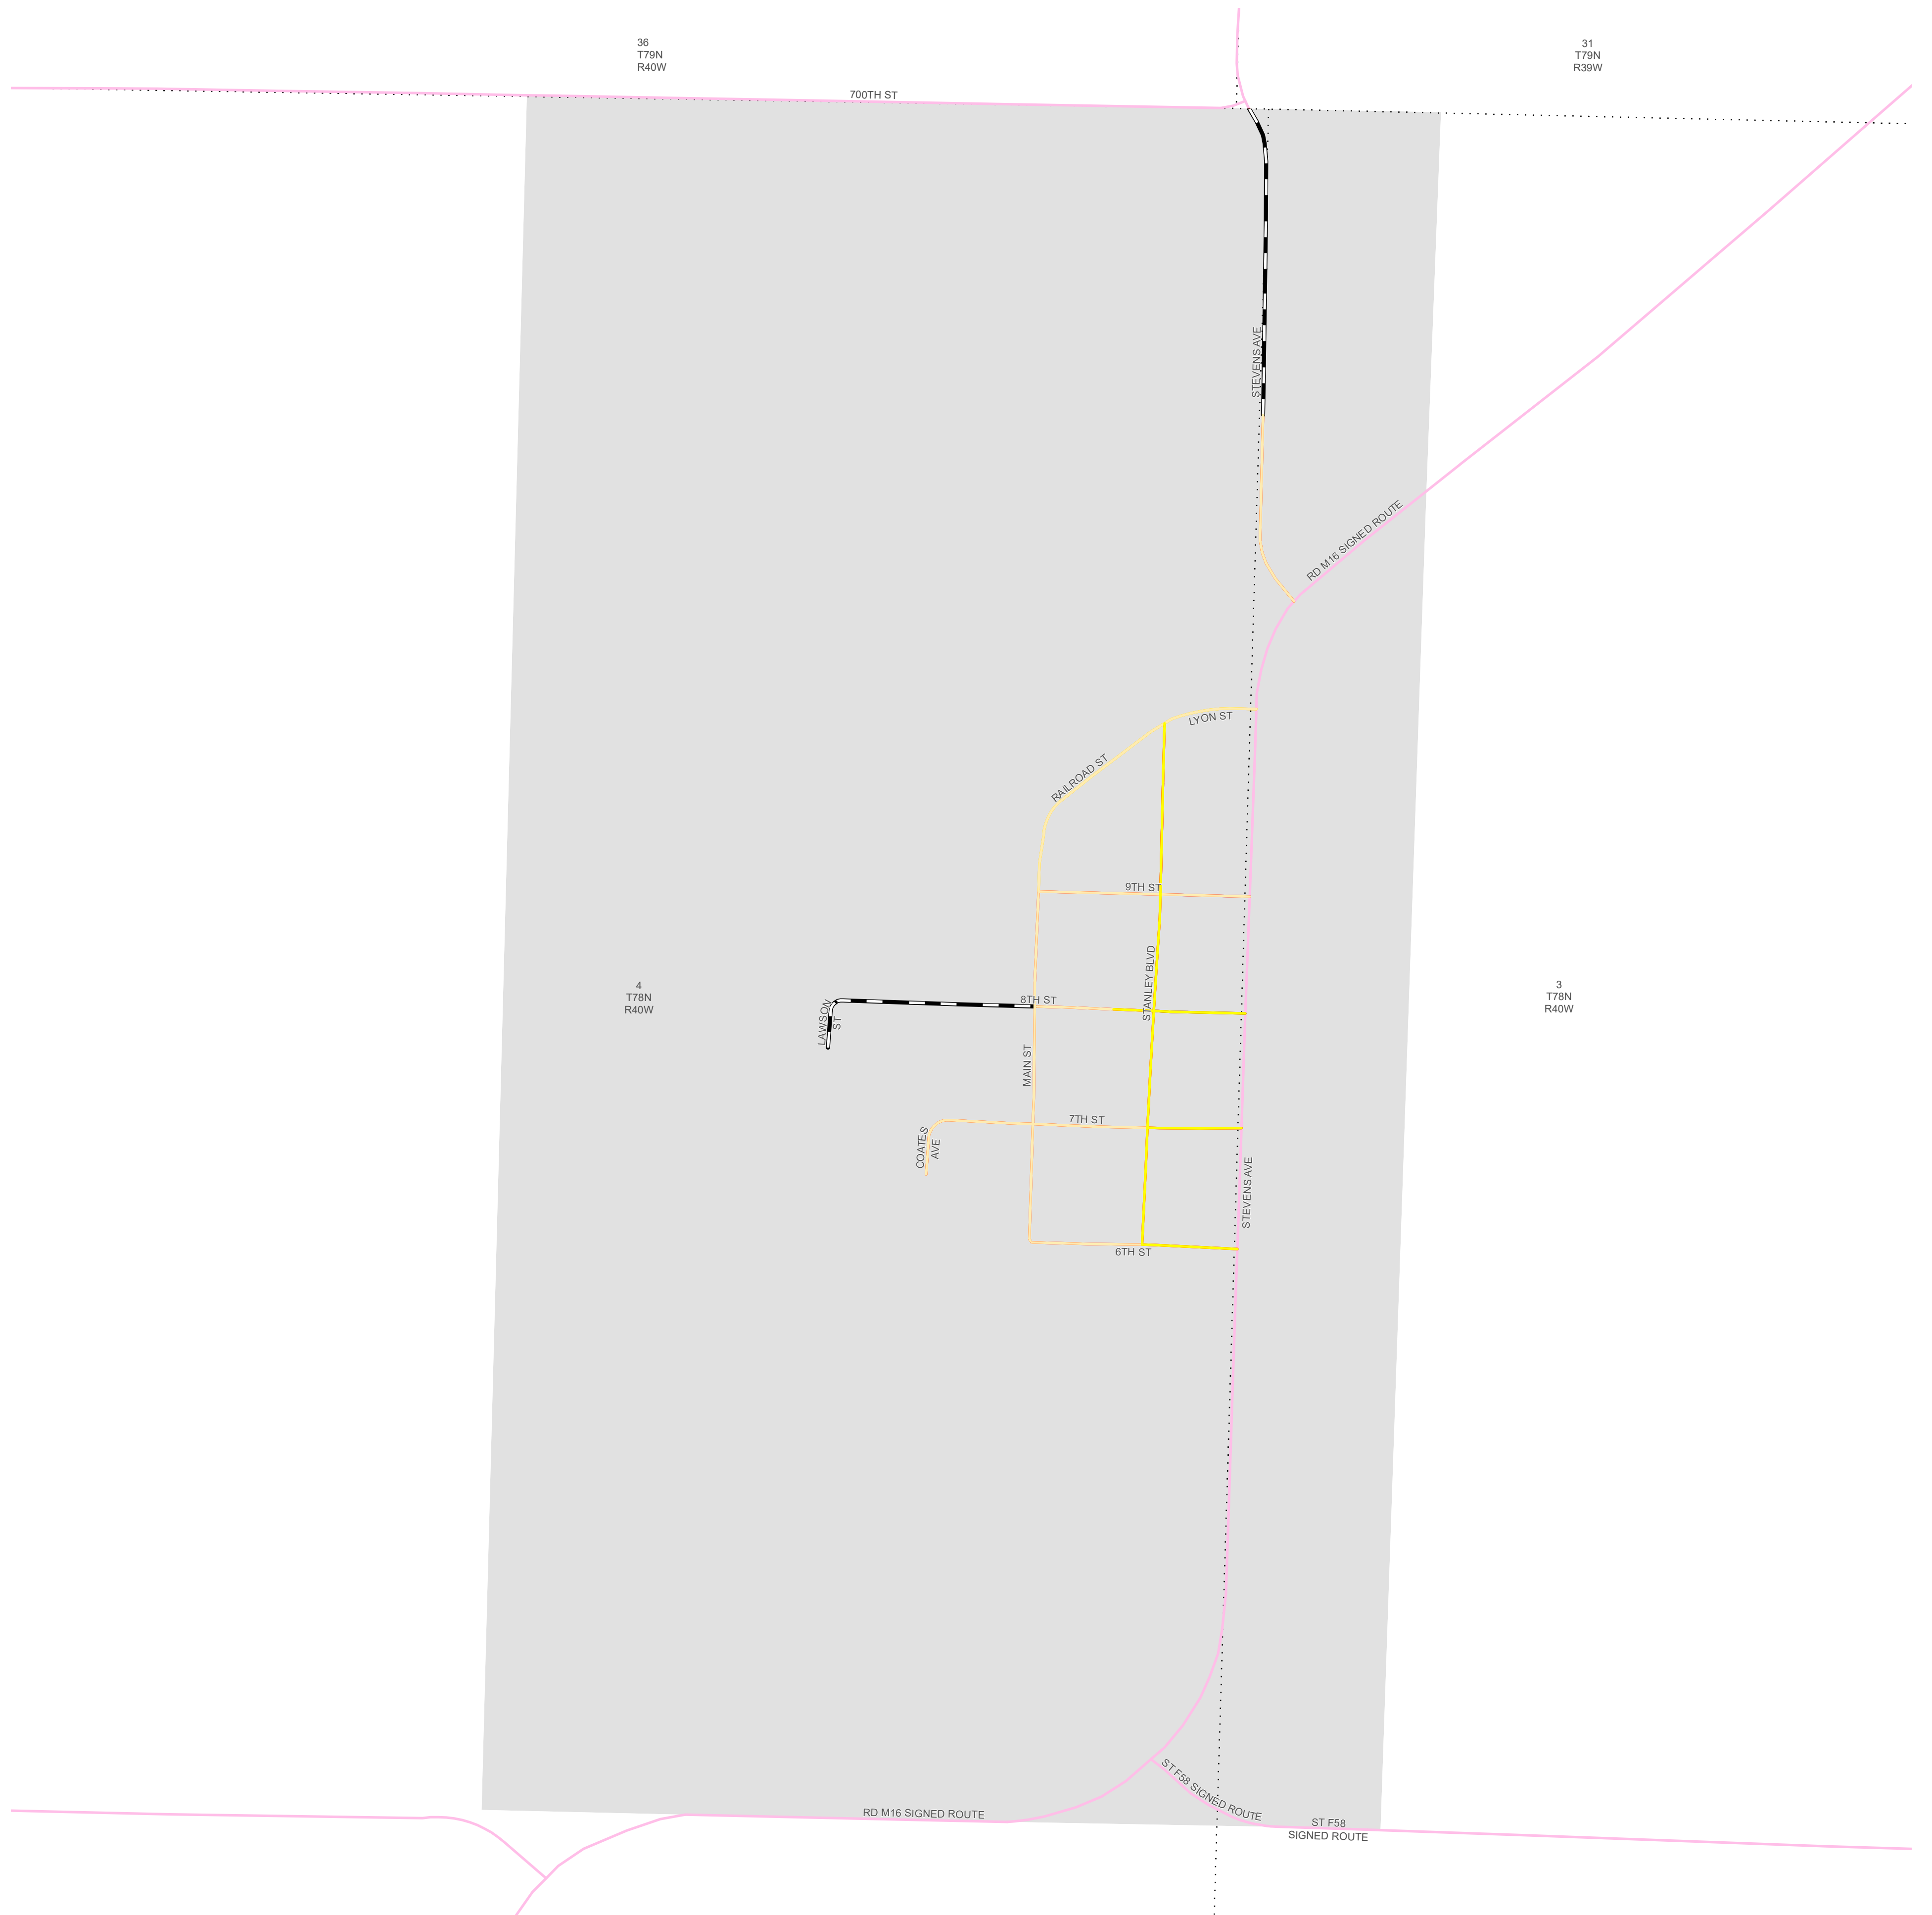 36
T79N
R40W
31
T79N
R39W
700TH ST
STEVENS AVE
RD M16 SIGNED ROUTE
LYON ST
RAILROAD ST
9TH ST
STANLEY BLVD
4
T78N
R40W
3
T78N
R40W
8TH ST
LAWSON
ST
MAIN ST
7TH ST
COATES
AVE
STEVENS AVE
6TH ST
ST F58 SIGNED ROUTE
RD M16 SIGNED ROUTE
ST F58
SIGNED ROUTE